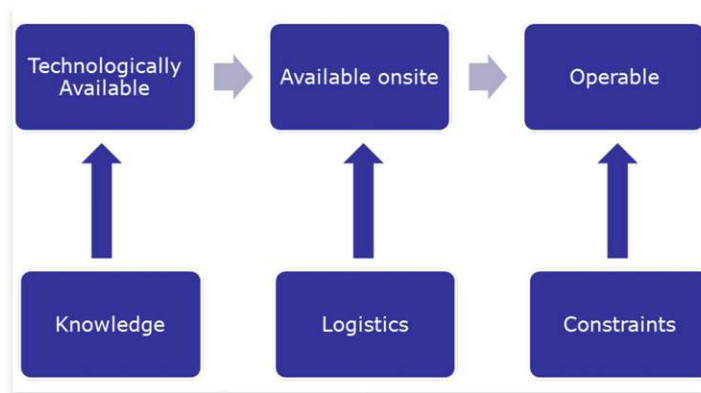 Technologically
Available
Available onsite
Operable
Knowledge
Logistics
Constraints